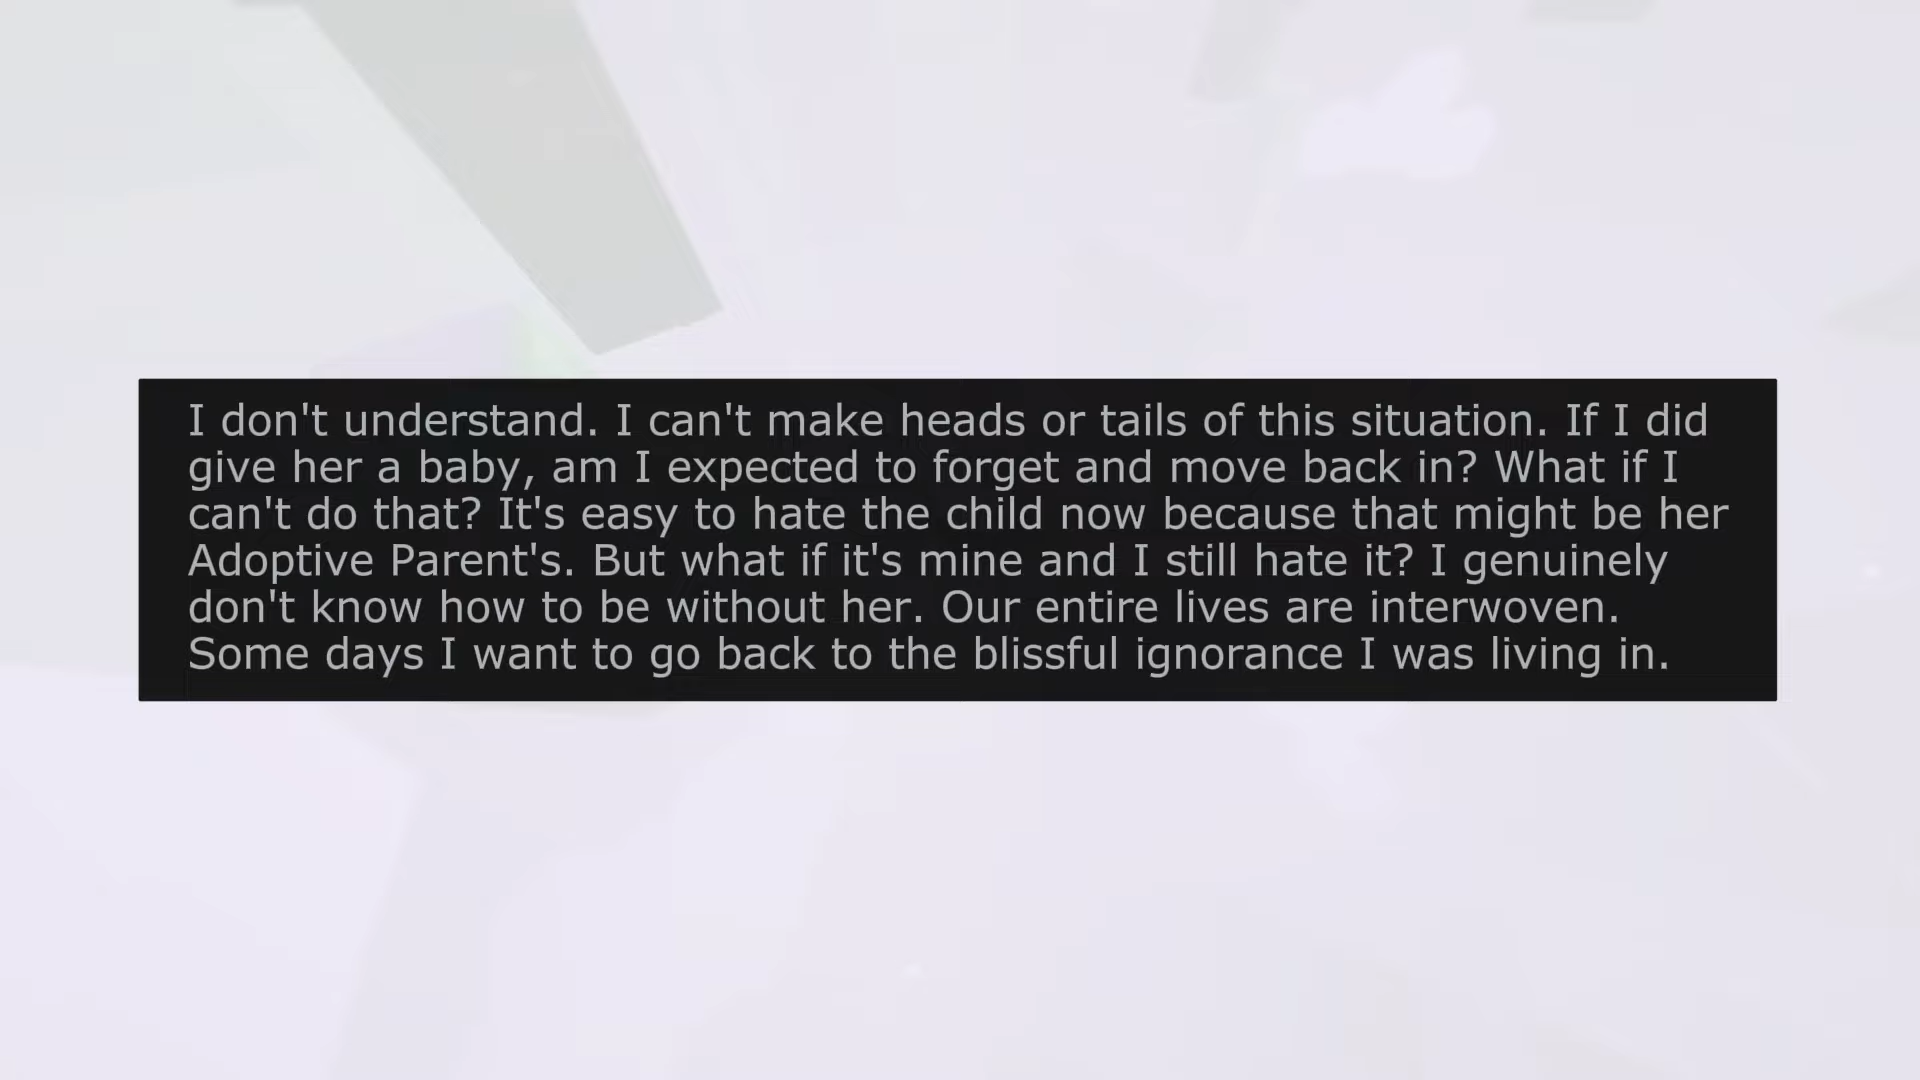 I don't understand. I can't make heads or tails of this situation. If I did
give her a baby, am I expected to forget and move back in? What if I
can't do that? It's easy to hate the child now because that might be her
Adoptive Parent's. But what if it's mine and I still hate it? I genuinely
don't know how to be without her. Our entire lives are interwoven.
Some days I want to go back to the blissful ignorance I was living in.